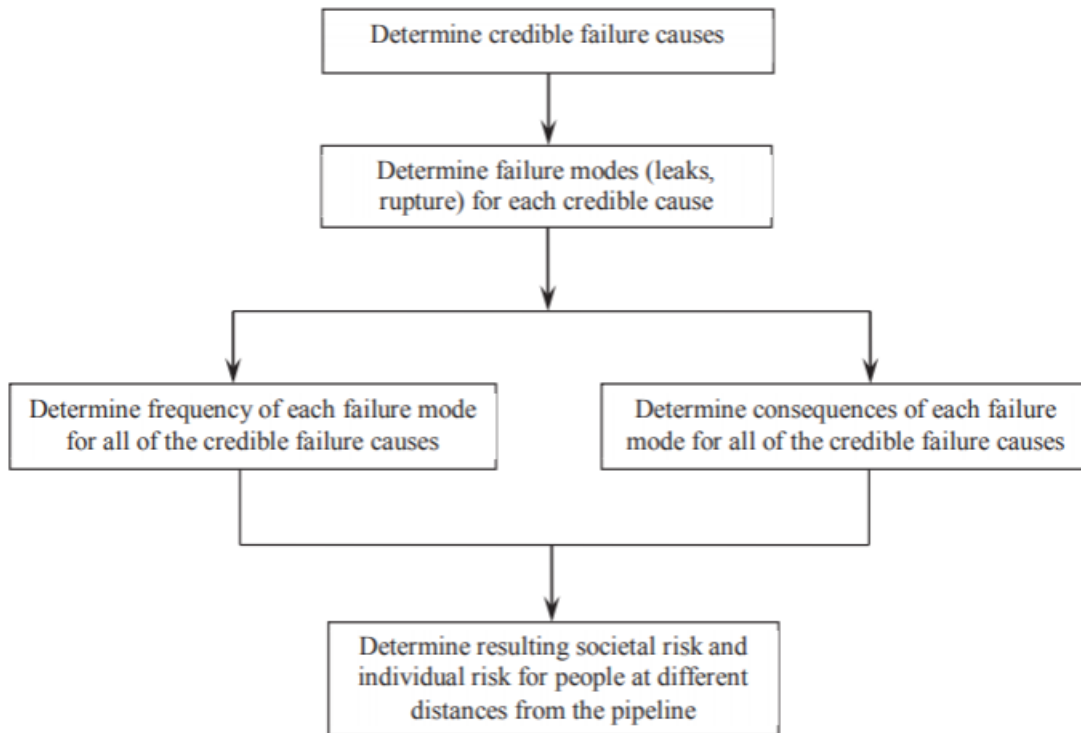 Determine credible failure causes
Determine failure modes (leaks,
rupture) for each credible cause
Determine frequency of each failure mode
for all of the credible failure causes
Determine consequences of each failure
mode for all of the credible failure causes
Determine resulting societal risk and
individual risk for people at different
distances from the pipeline